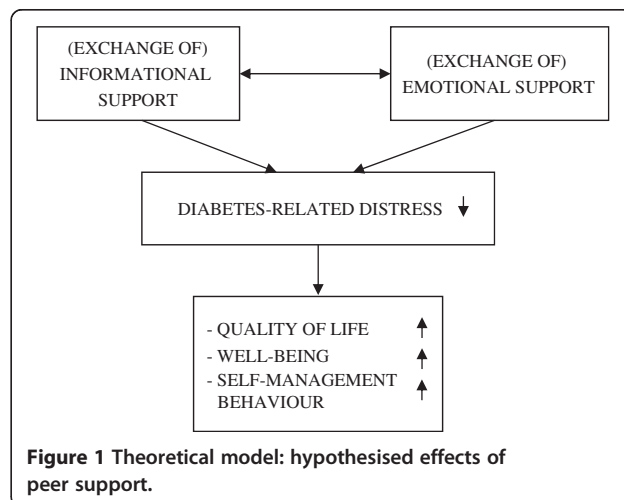 (EXCHANGE OF)
INFORMATIONAL
SUPPORT
(EXCHANGE OF)
EMOTIONAL SUPPORT
DIABETES-RELATED DISTRESS
- QUALITY OF LIFE
- WELL-BEING
- SELF-MANAGEMENT
BEHAVIOUR
Figure 1 Theoretical model: hypothesised effects of
peer support.